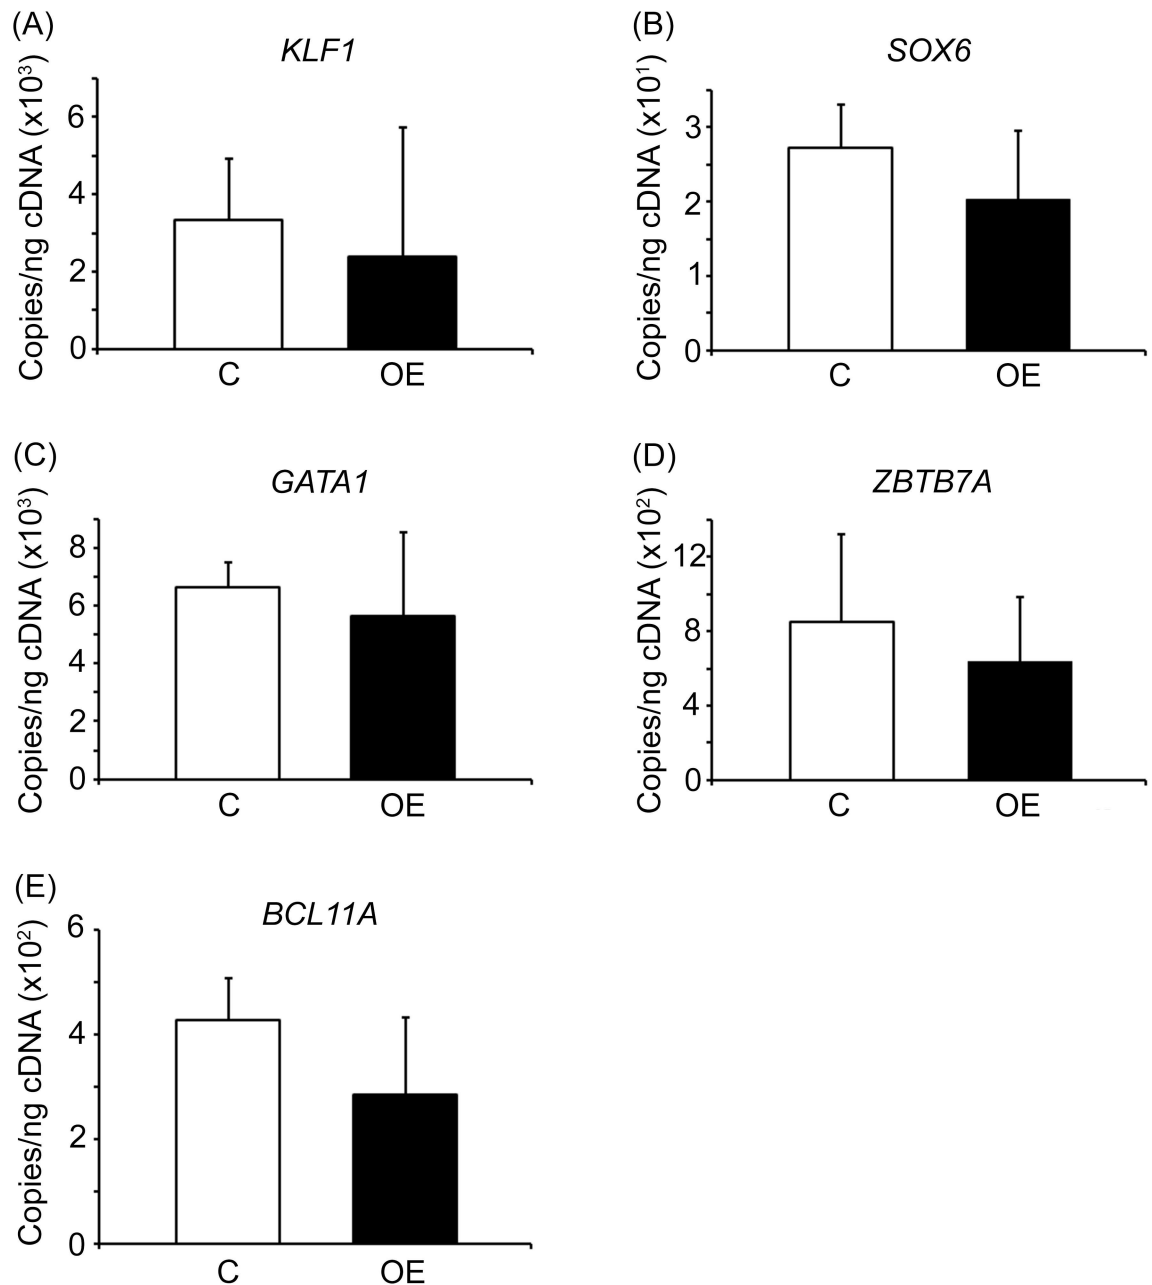 (A)
KLF1
Copies/ng cDNA (x10³)
6
4
2
0
C OE
(B)
SOX6
Copies/ng cDNA (x10¹)
3
2
1
0
C OE
(C)
GATA1
Copies/ng cDNA (x10³)
8
6
4
2
0
C OE
(D)
ZBTB7A
Copies/ng cDNA (x10²)
12
8
4
0
C OE
(E)
BCL11A
Copies/ng cDNA (x10²)
6
4
2
0
C OE